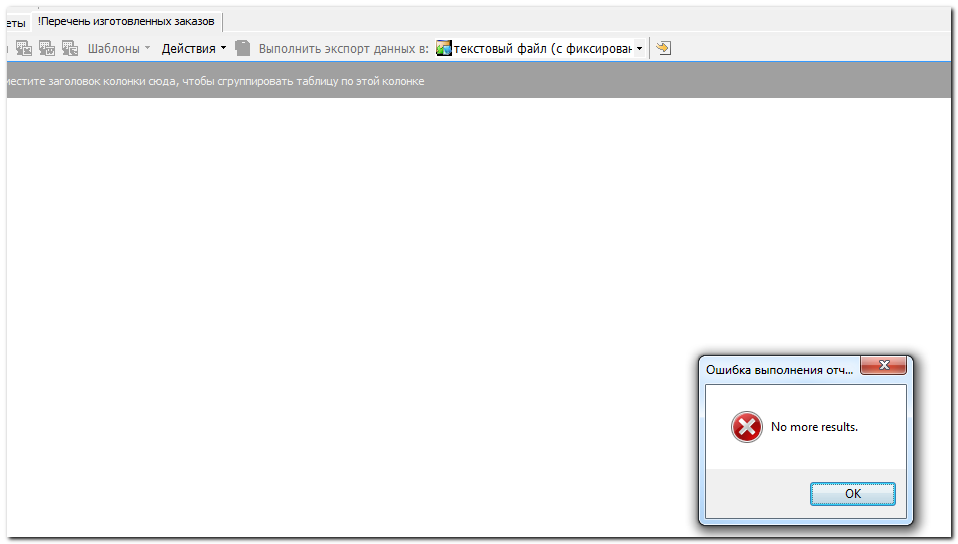 еты
!Перечень изготовленных заказов
Шаблоны
Действия
Выполнить экспорт данных в:
текстовый файл (с фиксирован
местите заголовок колонки сюда, чтобы сгруппировать таблицу по этой колонке
Ошибка выполнения отч...
No more results.
OK